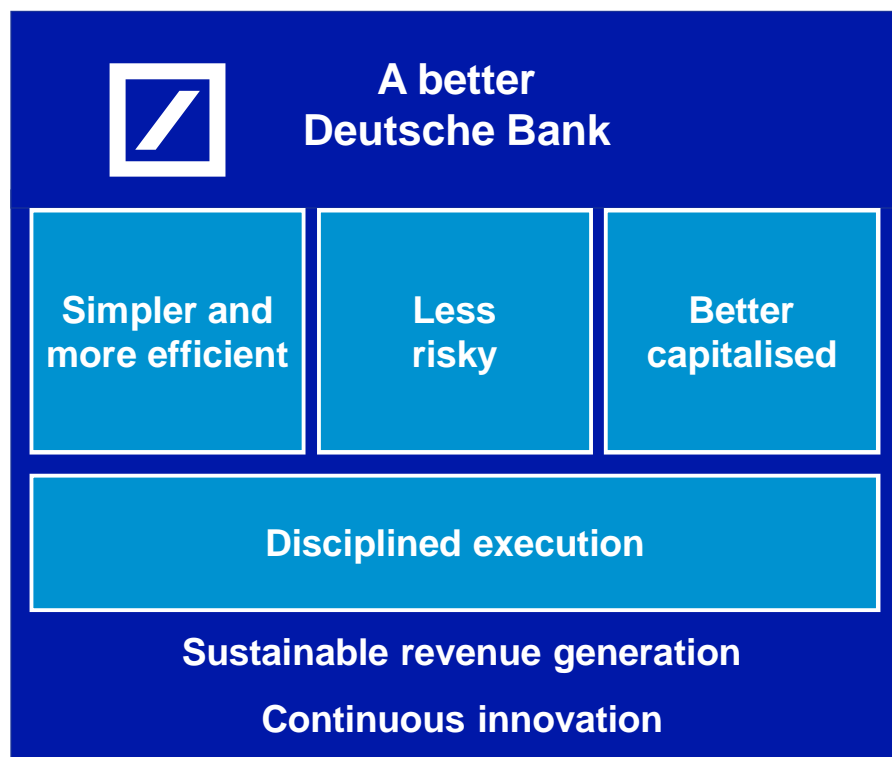 A better
Deutsche Bank
Simpler and
more efficient
Less
risky
Better
capitalised
Disciplined execution
Sustainable revenue generation
Continuous innovation